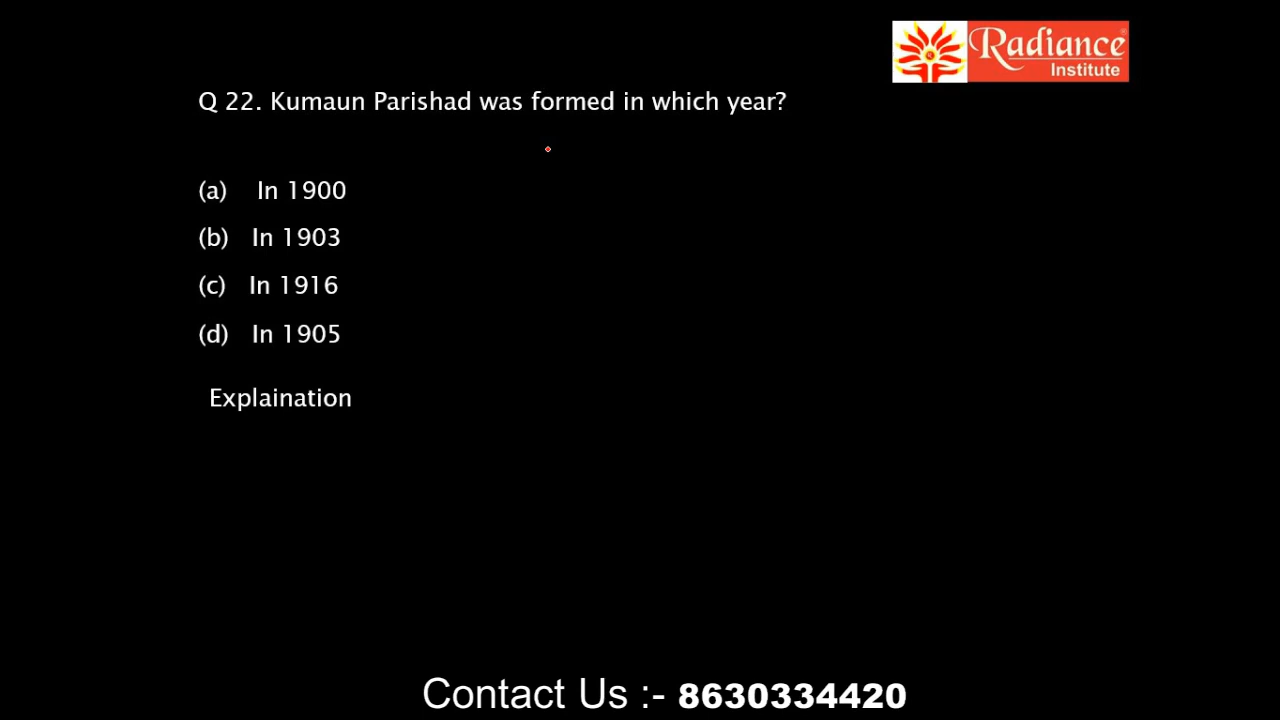 Radiance
Institute
Q 22. Kumaun Parishad was formed in which year?
(a) In 1900
(b) In 1903
(c) In 1916
(d) In 1905
Explaination
Contact Us :- 8630334420